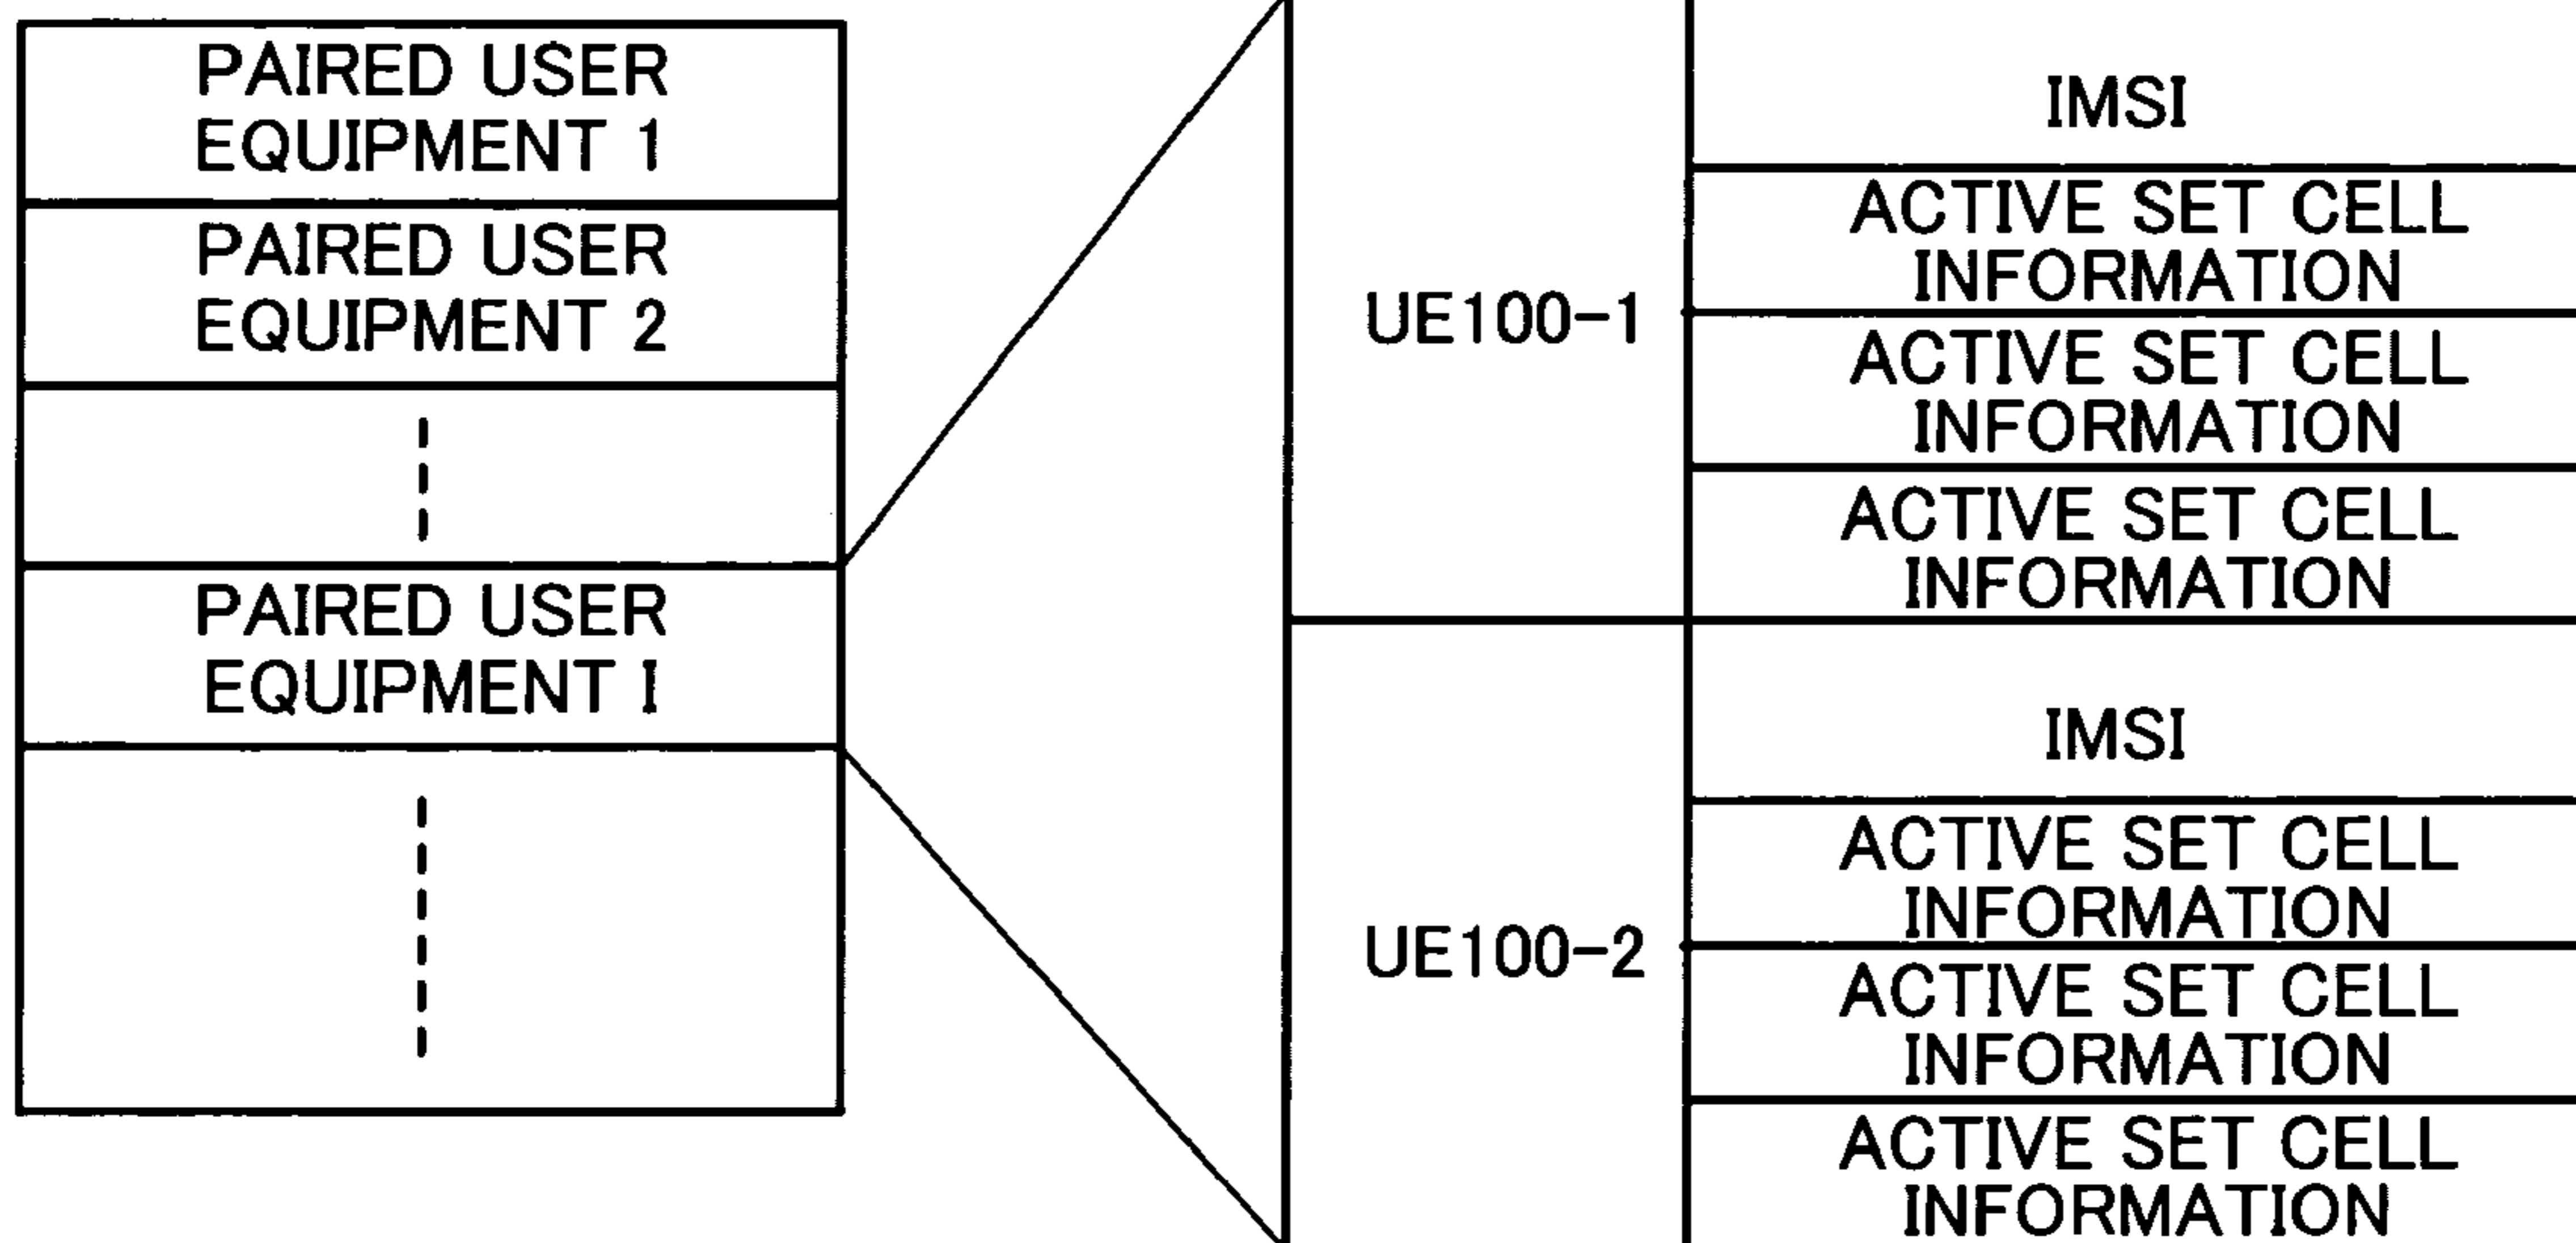 PAIRED USER
EQUIPMENT 1
PAIRED USER
EQUIPMENT 2
PAIRED USER
EQUIPMENT I
UE100-1
IMSI
ACTIVE SET CELL
INFORMATION
ACTIVE SET CELL
INFORMATION
ACTIVE SET CELL
INFORMATION
UE100-2
IMSI
ACTIVE SET CELL
INFORMATION
ACTIVE SET CELL
INFORMATION
ACTIVE SET CELL
INFORMATION